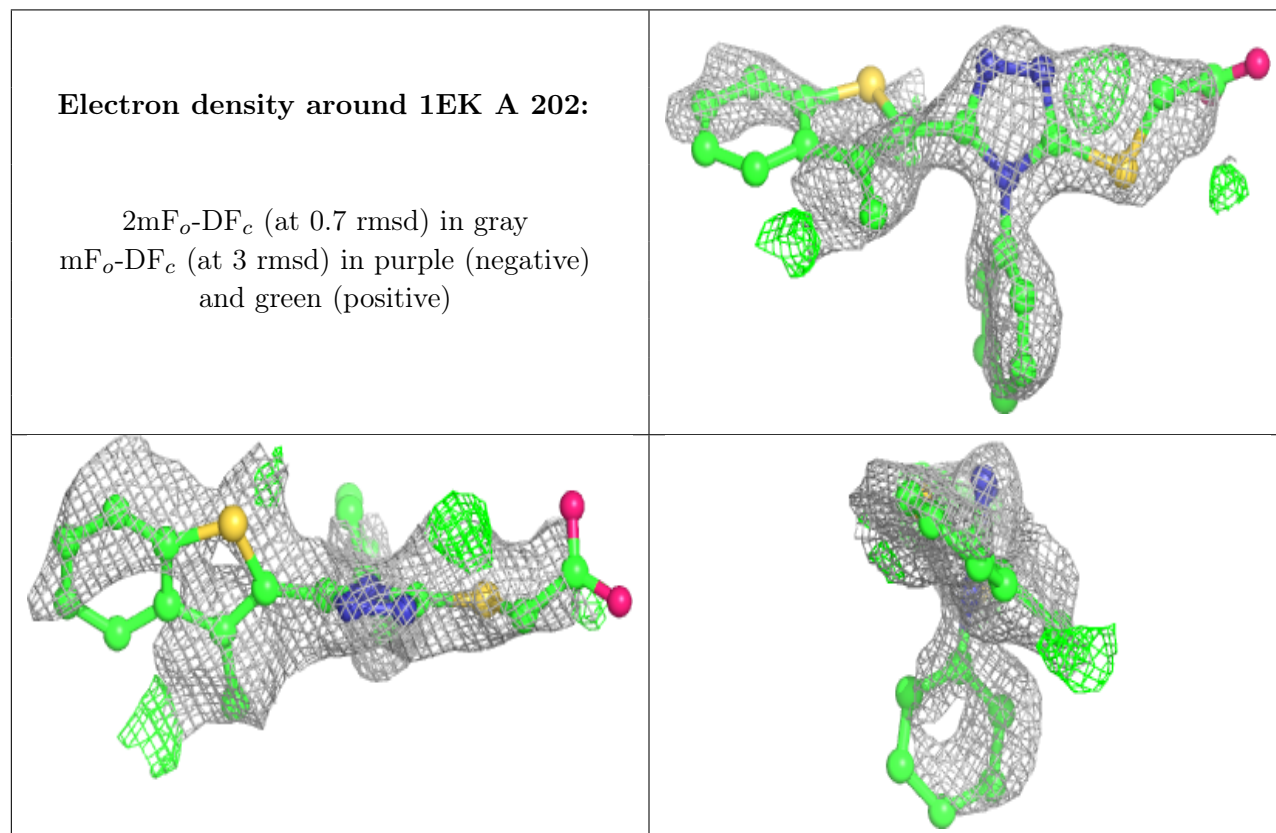 Electron density around 1EK A 202:
2mFo-DFc (at 0.7 rmsd) in gray
mFo-DFc (at 3 rmsd) in purple (negative)
and green (positive)